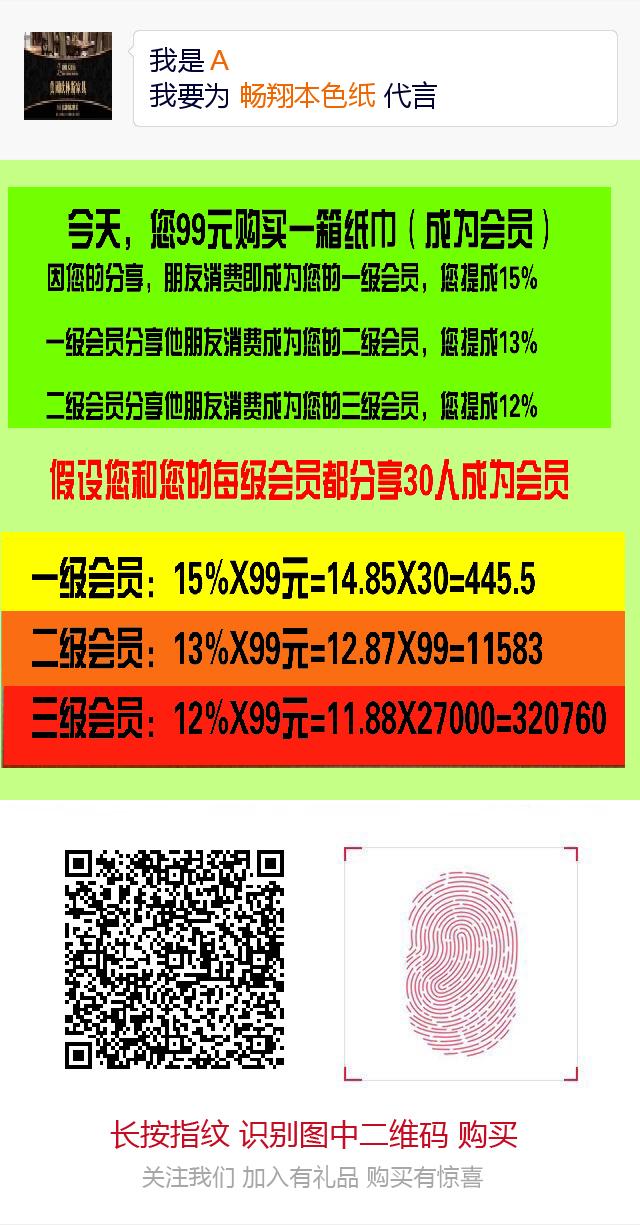 我是 A
我要为 畅翔本色纸 代言
今天，您99元购买一箱纸巾（成为会员）
因您的分享，朋友消费即成为您的一级会员，您提成15%
一级会员分享他朋友消费成为您的二级会员，您提成13%
二级会员分享他朋友消费成为您的三级会员，您提成12%
假设您和您的每级会员都分享30人成为会员
一级会员：15%X99元=14.85X30=445.5
二级会员：13%X99元=12.87X99=11583
三级会员：12%X99元=11.88X27000=320760
长按指纹 识别图中二维码 购买
关注我们 加入有礼品 购买有惊喜